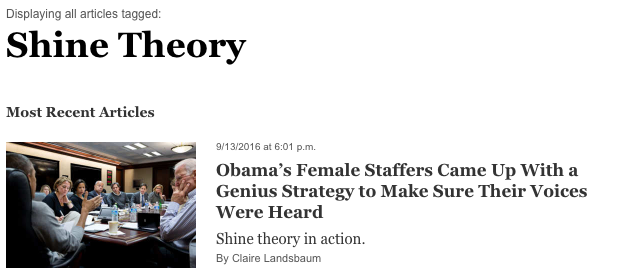 Displaying all articles tagged:
Shine Theory
Most Recent Articles
9/13/2016 at 6:01 p.m.
Obama’s Female Staffers Came Up With a
Genius Strategy to Make Sure Their Voices
Were Heard
Shine theory in action.
By Claire Landsbaum